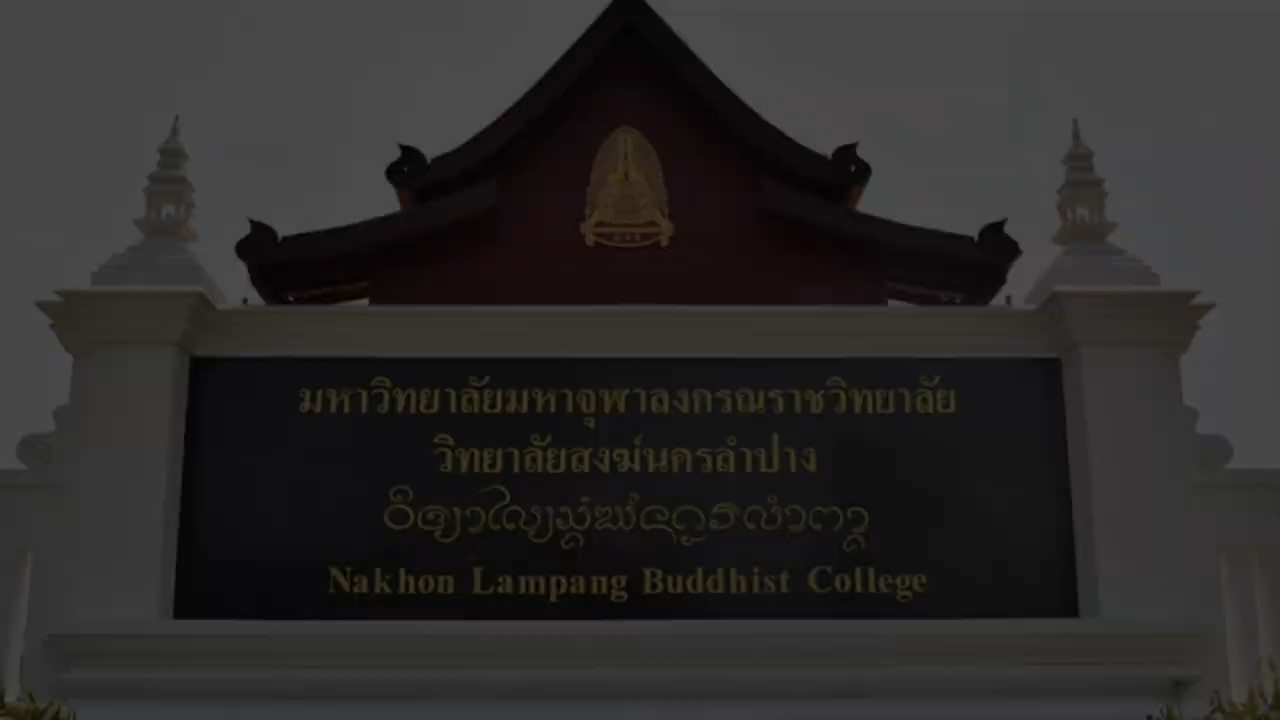 มหาวิทยาลัยมหาจุฬาลงกรณราชวิทยาลัย
วิทยาลัยสงฆ์นครลำปาง
Nakhon Lampang Buddhist College